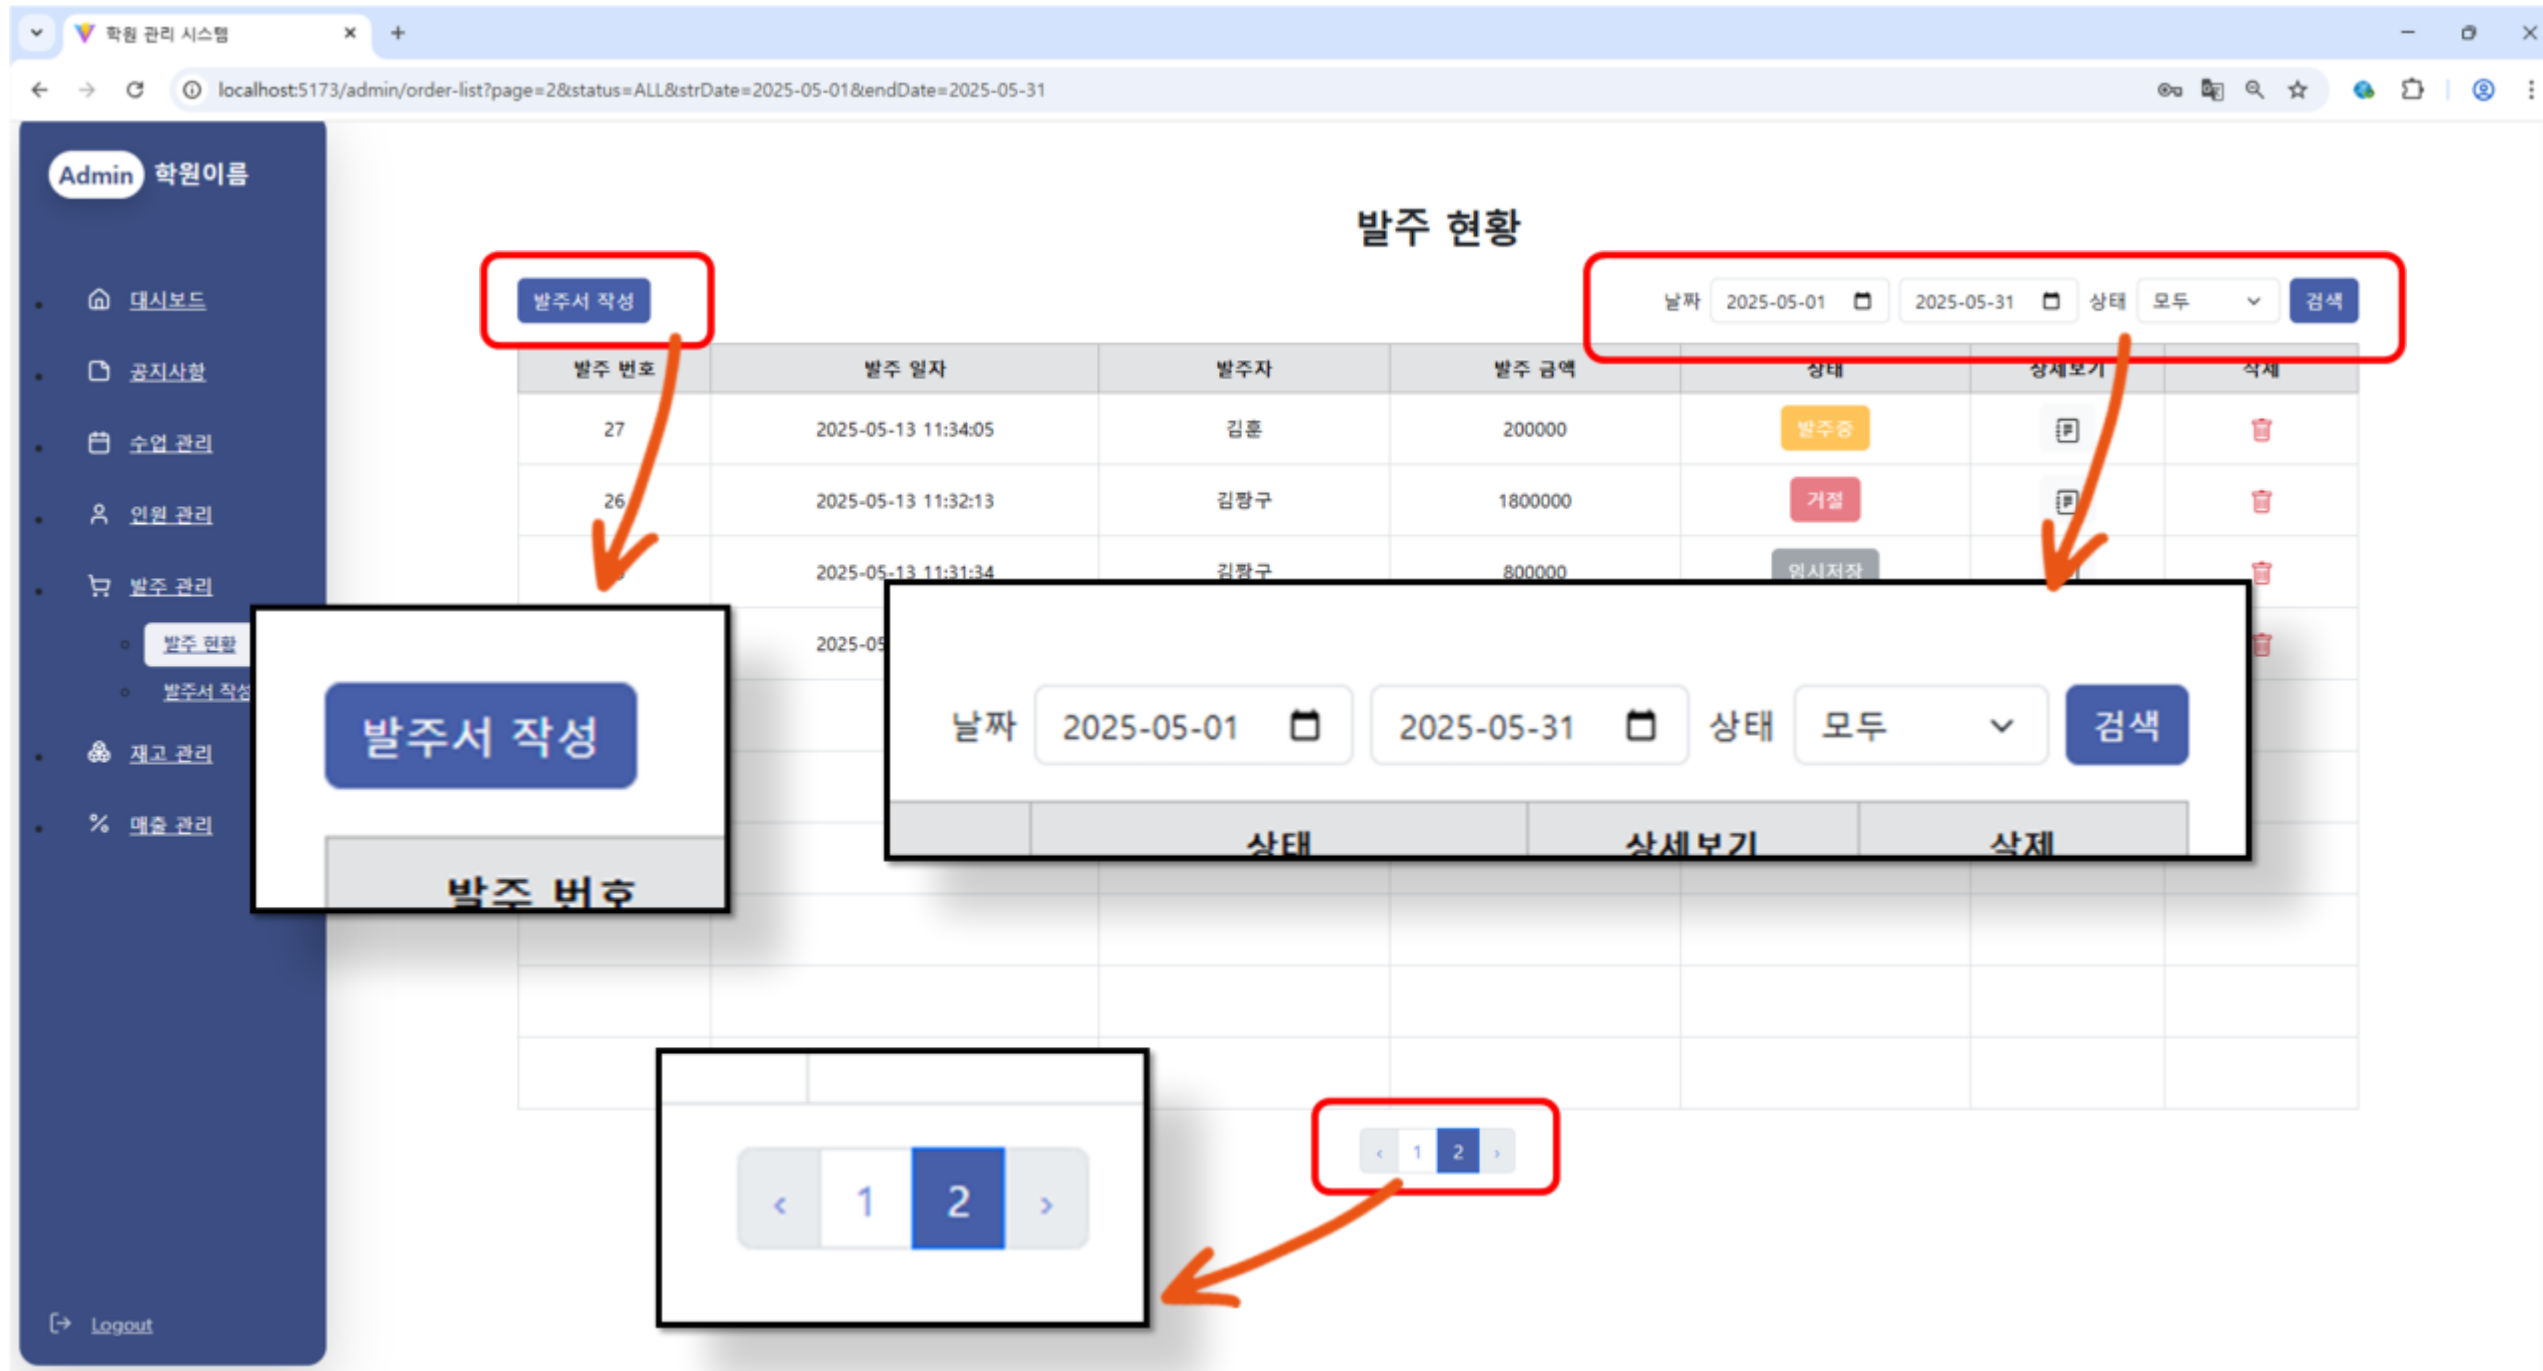 학원 관리 시스템
localhost:5173/admin/order-list?page=2&status=ALL&strDate=2025-05-01&endDate=2025-05-31
Admin 학원이름
대시보드
공지사항
수업 관리
인원 관리
발주 관리
발주 현황
발주서 작성
재고 관리
매출 관리
Logout
발주 현황
발주서 작성
날짜 2025-05-01 2025-05-31 상태 모두 검색
발주 번호 발주 일자 발주자 발주 금액 상태 상세보기 삭제
27 2025-05-13 11:34:05 김훈 200000 발주중
26 2025-05-13 11:32:13 김짱구 1800000 거절
2025-05-13 11:31:34 김짱구 800000 임시저장
2025-05
발주서 작성
발주 번호
날짜 2025-05-01 2025-05-31 상태 모두 검색
상태 상세보기 삭제
‹ 1 2 ›
‹ 1 2 ›